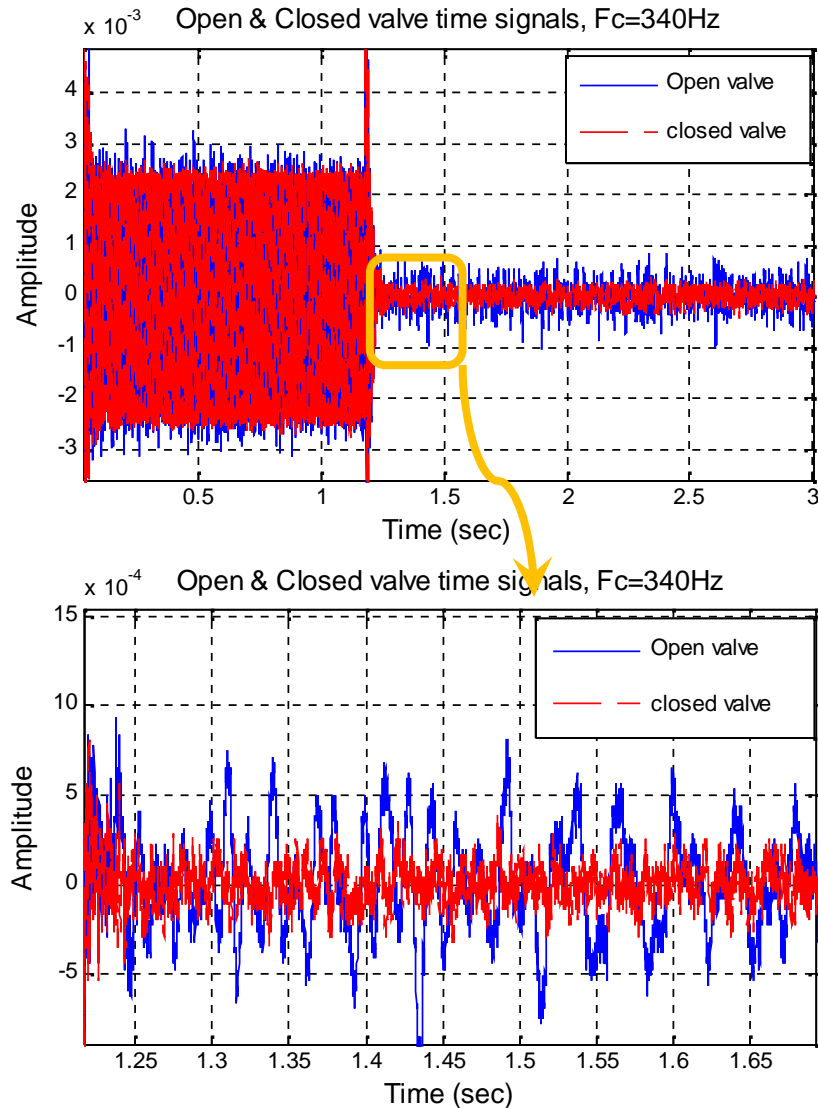 x 10^-3
Open & Closed valve time signals, Fc=340Hz
Open valve
closed valve
4
3
2
1
0
-1
-2
-3
Amplitude
0.5
1
1.5
2
2.5
3
Time (sec)
x 10^-4
Open & Closed valve time signals, Fc=340Hz
Open valve
closed valve
15
10
5
0
-5
Amplitude
1.25
1.3
1.35
1.4
1.45
1.5
1.55
1.6
1.65
Time (sec)